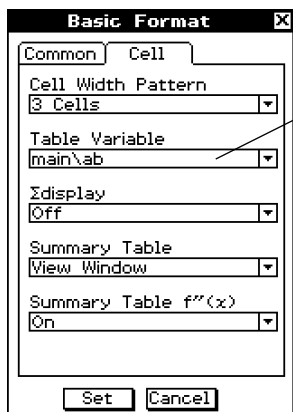 Basic Format
Common Cell
Cell Width Pattern
3 Cells
Table Variable
main\ab
Σdisplay
Off
Summary Table
View Window
Summary Table f″(x)
On
Set Cancel